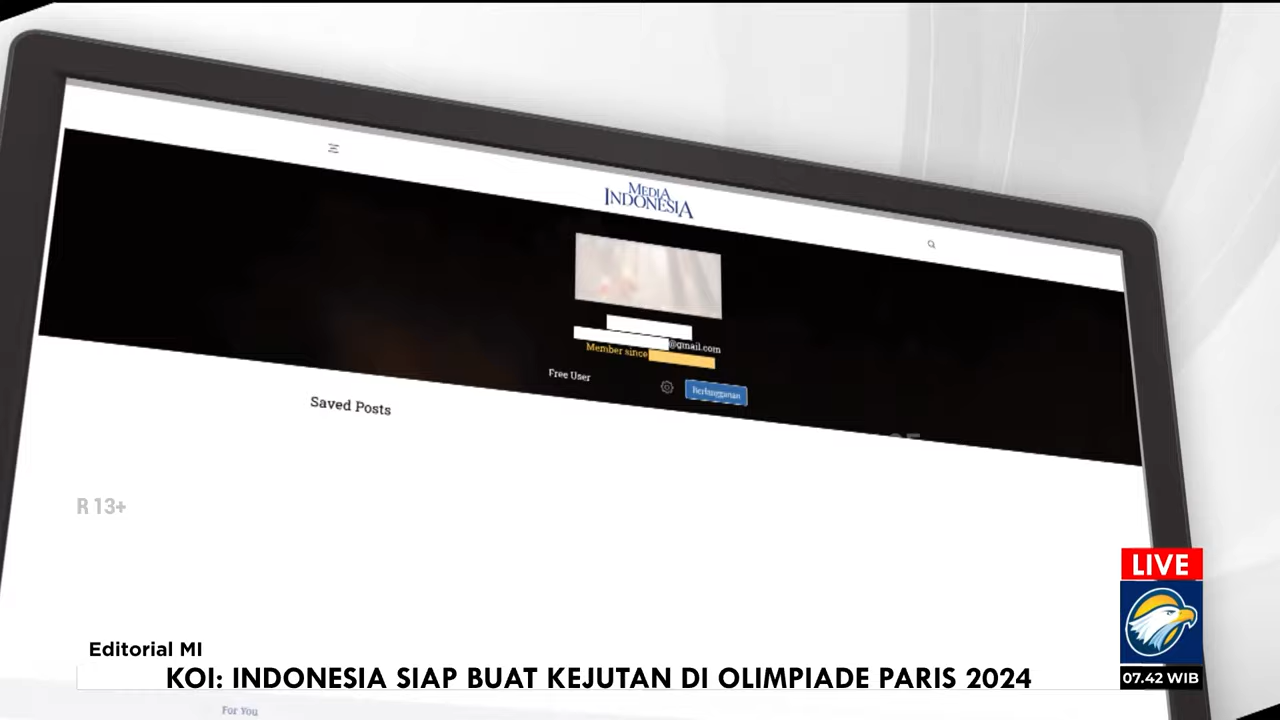 MEDIA
INDONESIA
@gmail.com
Member since
Free User
Berlangganan
Saved Posts
R 13+
LIVE
Editorial MI
KOI: INDONESIA SIAP BUAT KEJUTAN DI OLIMPIADE PARIS 2024
07.42 WIB
For You